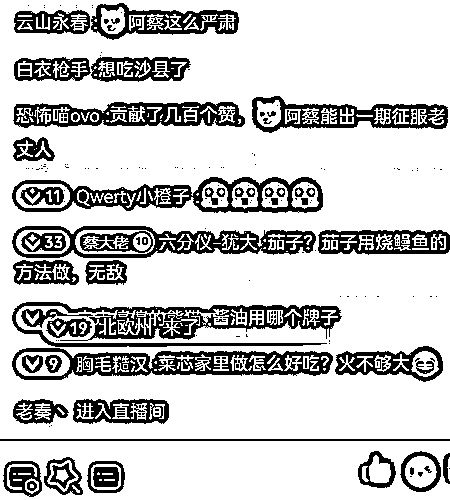 云山永春:阿蔡这么严肃
白衣枪手:想吃沙县了
恐怖喵ovo:贡献了几百个赞，阿蔡能出一期征服老
丈人
11 Qwerty小橙子:
33 蔡大佬 10 六分仪-犹大:茄子？茄子用烧鳗鱼的
方法做，无敌
熊猫:酱油用哪个牌子
19 北欧州 来了
9 胸毛糙汉:菜芯家里做怎么好吃？火不够大
老奏丶 进入直播间